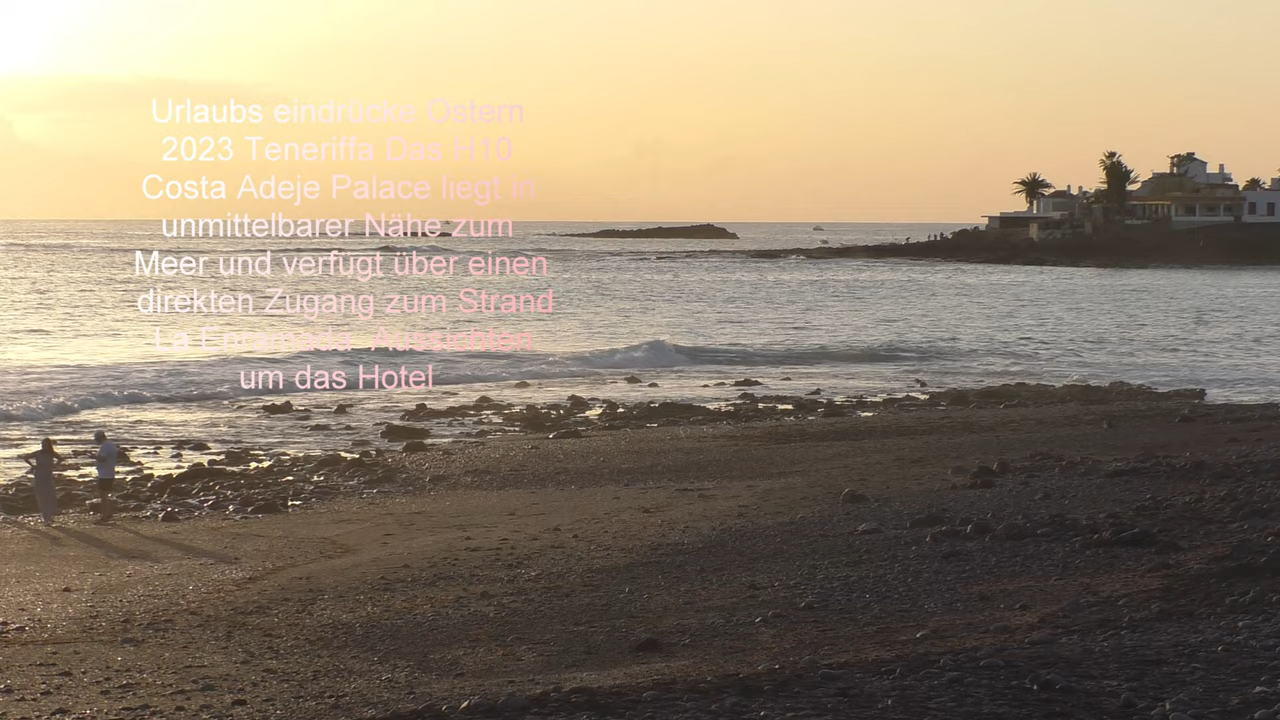 Urlaubs eindrücke Ostern
2023 Teneriffa Das H10
Costa Adeje Palace liegt in
unmittelbarer Nähe zum
Meer und verfügt über einen
direkten Zugang zum Strand
La Enramada Aussichten
um das Hotel